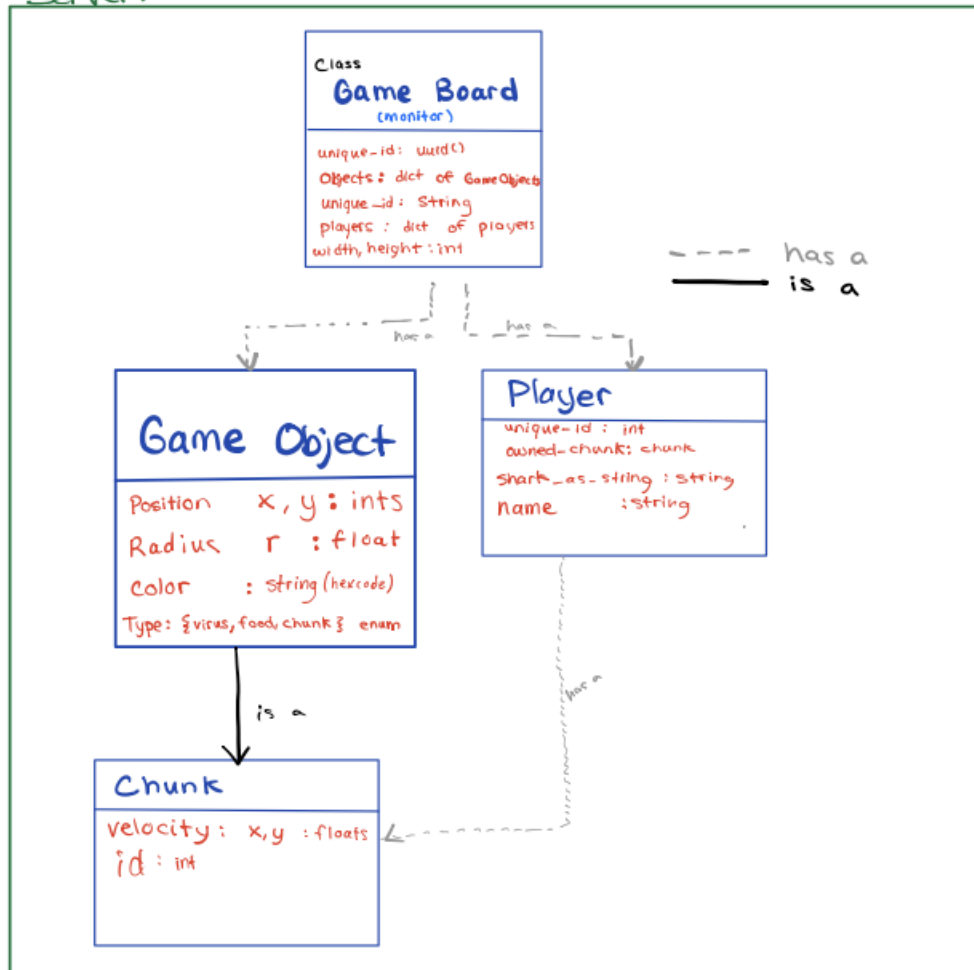 Server:
Class
Game Board
(monitor)
unique-id: uuid()
Objects: dict of GameObjects
unique_id: String
players: dict of players
width, height: int
has a
is a
has a
has a
Game Object
Position x, y: ints
Radius r : float
color : string (hexcode)
Type: {virus, food, chunk} enum
Player
unique-id : int
owned-chunk: chunk
shark_as_string : string
name : string
is a
has a
Chunk
velocity: x,y : floats
id : int